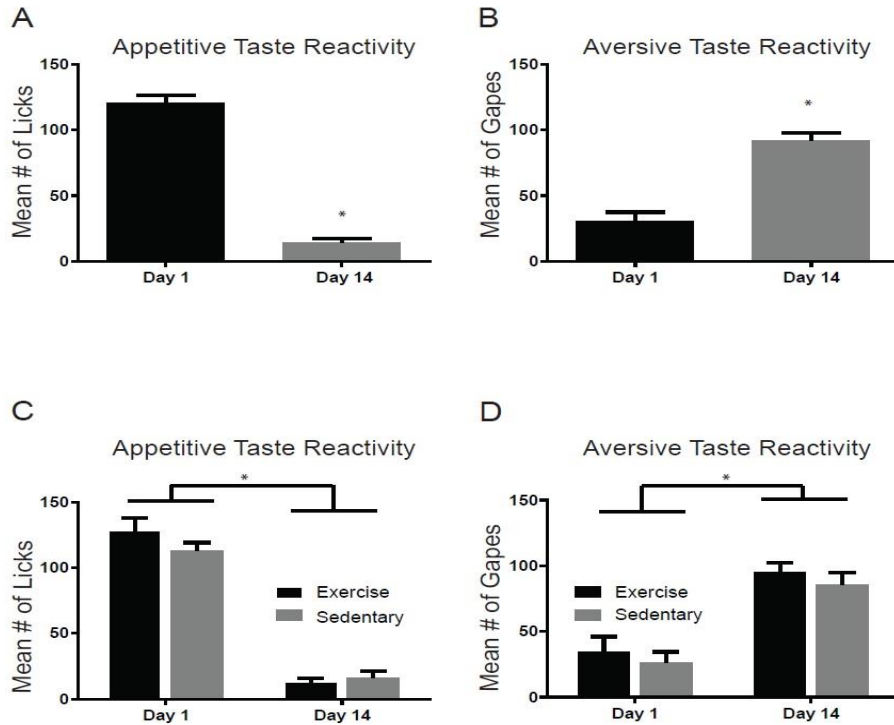 A
Appetitive Taste Reactivity
Mean # of Licks
150
100
50
0
*
Day 1
Day 14
B
Aversive Taste Reactivity
Mean # of Gapes
150
100
50
0
*
Day 1
Day 14
C
Appetitive Taste Reactivity
Mean # of Licks
150
100
50
0
*
Exercise
Sedentary
Day 1
Day 14
D
Aversive Taste Reactivity
Mean # of Gapes
150
100
50
0
*
Exercise
Sedentary
Day 1
Day 14